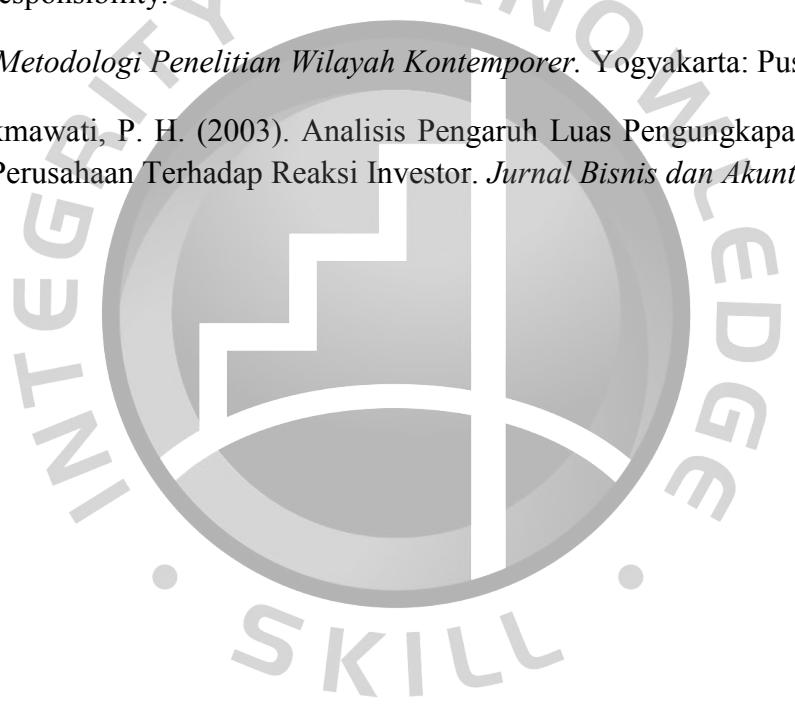 esponsibility.
Metodologi Penelitian Wilayah Kontemporer. Yogyakarta: Pus
kmawati, P. H. (2003). Analisis Pengaruh Luas Pengungkapa
Perusahaan Terhadap Reaksi Investor. Jurnal Bisnis dan Akunt
INTEGRITY
KNOWLEDGE
SKILL